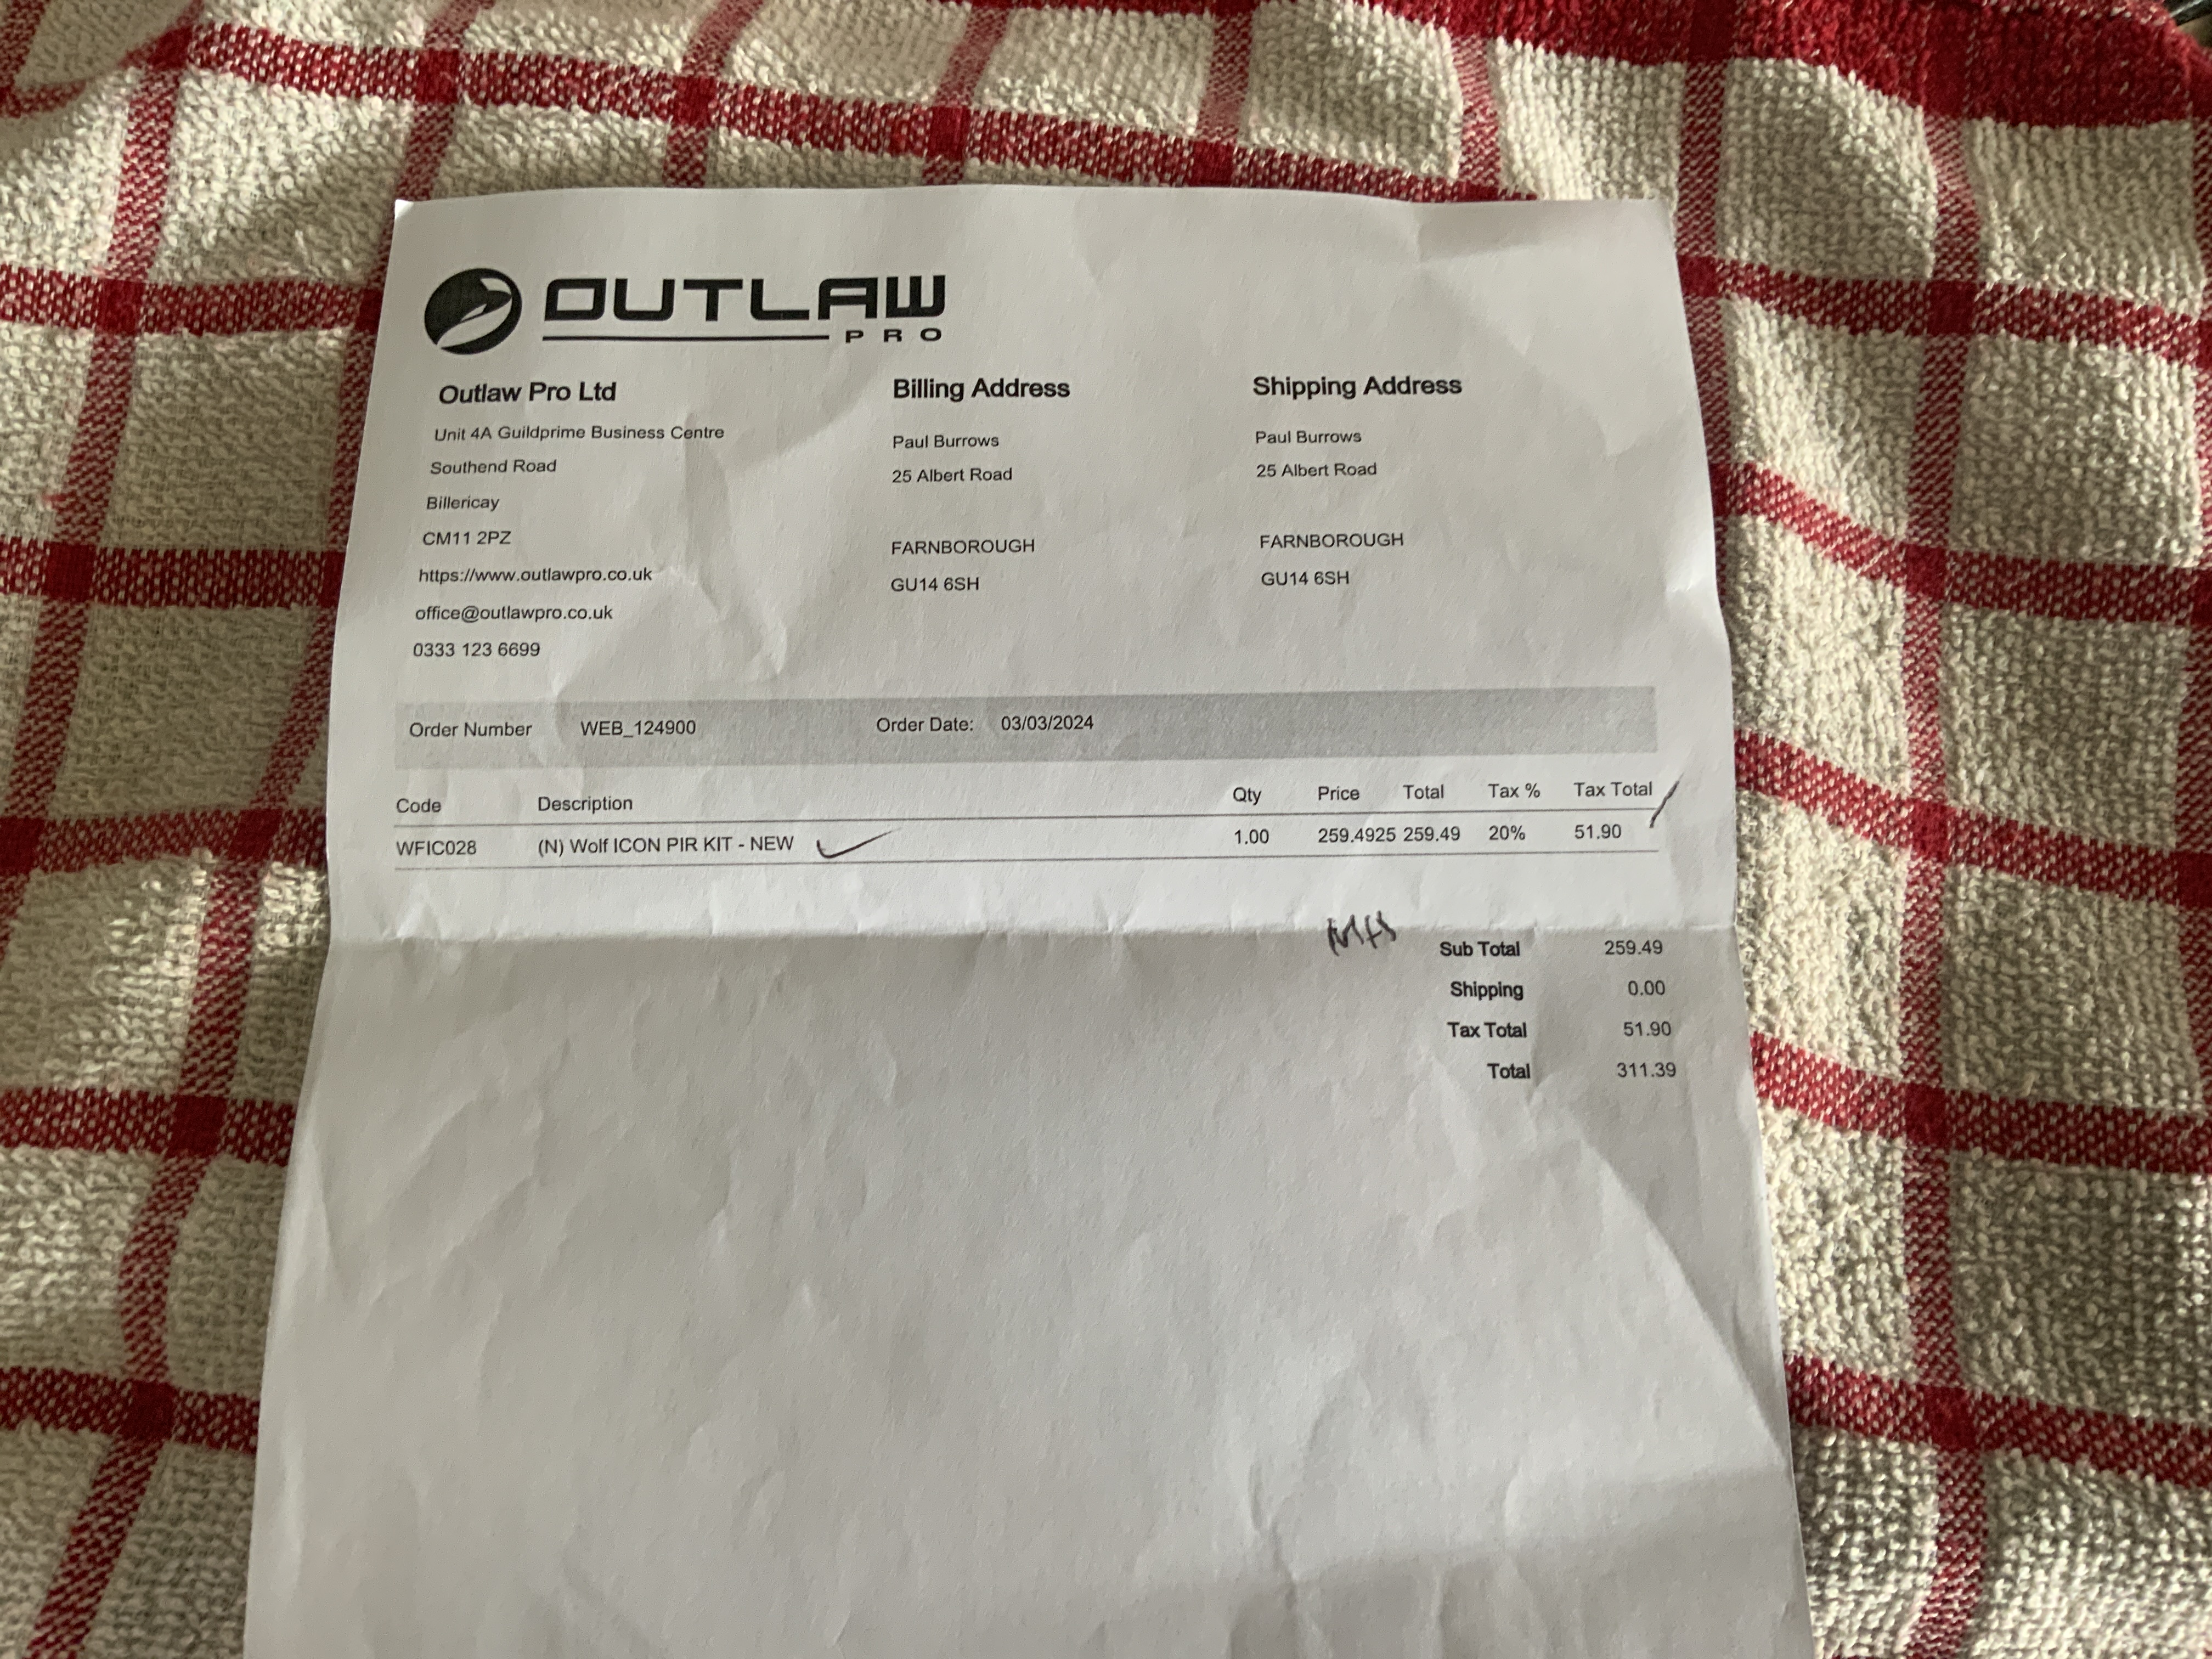 OUTLAW
PRO
Outlaw Pro Ltd
Unit 4A Guildprime Business Centre
Southend Road
Billericay
CM11 2PZ
https://www.outlawpro.co.uk
office@outlawpro.co.uk
0333 123 6699
Billing Address
Paul Burrows
25 Albert Road
FARNBOROUGH
GU14 6SH
Shipping Address
Paul Burrows
25 Albert Road
FARNBOROUGH
GU14 6SH
Order Number WEB_124900 Order Date: 03/03/2024
Code Description Qty Price Total Tax % Tax Total
WFIC028 (N) Wolf ICON PIR KIT - NEW 1.00 259.4925 259.49 20% 51.90
Sub Total 259.49
Shipping 0.00
Tax Total 51.90
Total 311.39